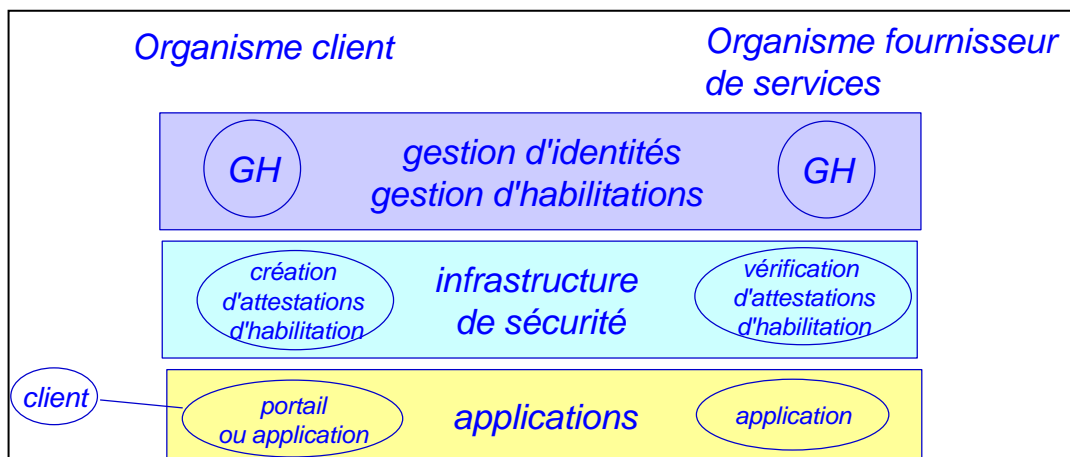 Organisme client
Organisme fournisseur
de services
GH
gestion d'identités
gestion d'habilitations
GH
création
d'attestations
d'habilitation
infrastructure
de sécurité
vérification
d'attestations
d'habilitation
client
portail
ou application
applications
application